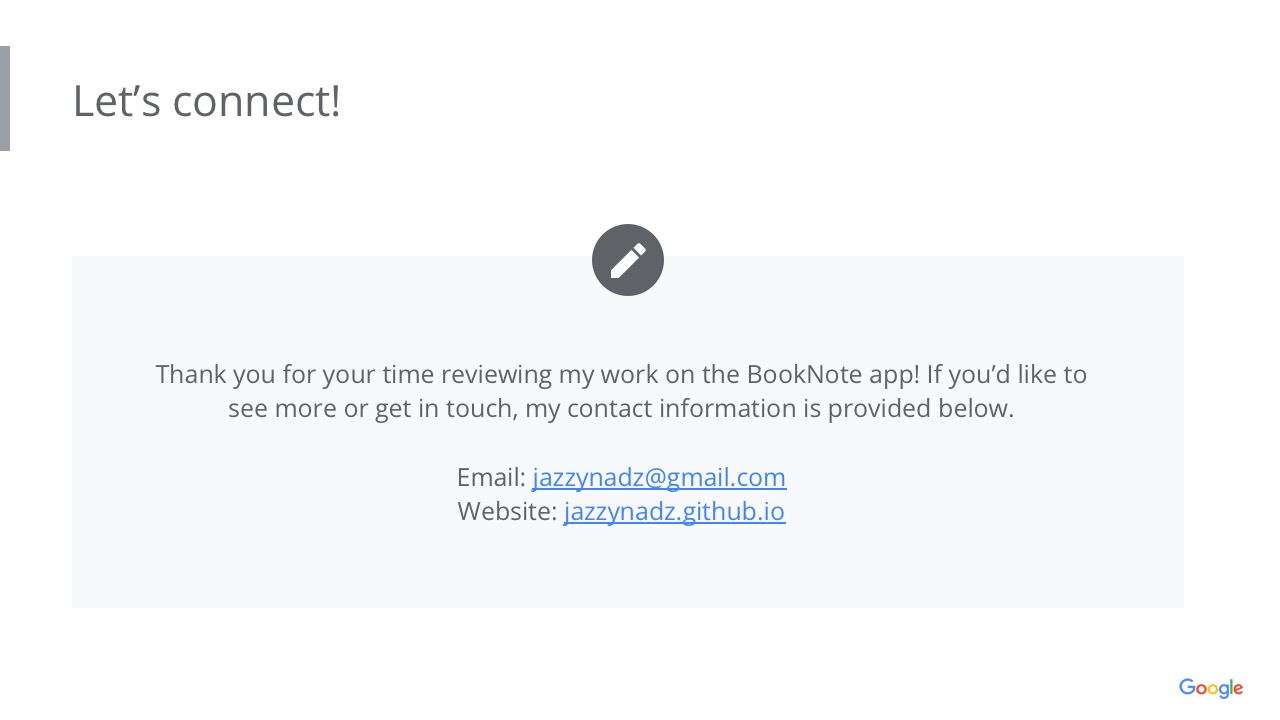 Let’s connect!
Thank you for your time reviewing my work on the BookNote app! If you’d like to
see more or get in touch, my contact information is provided below.
Email: jazzynadz@gmail.com
Website: jazzynadz.github.io
Google